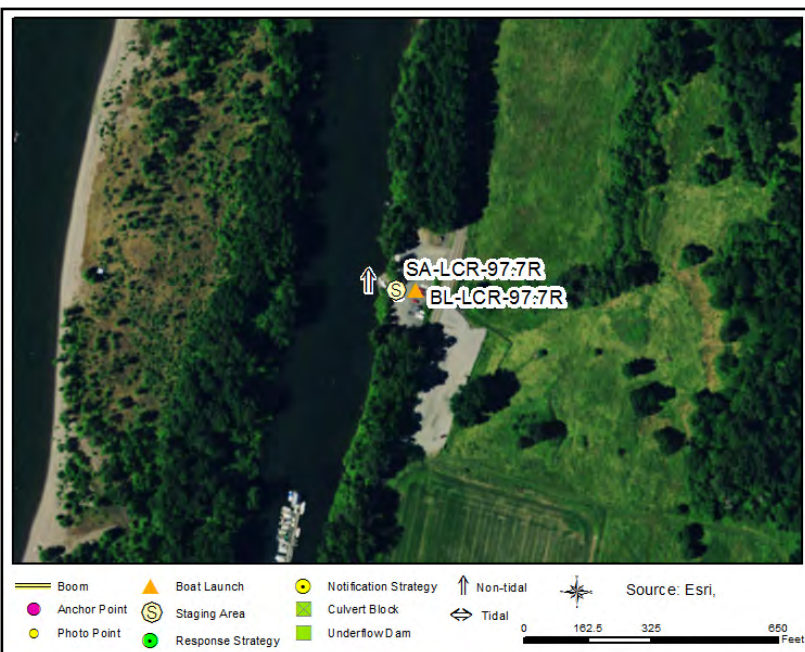 SA-LCR-97.7R
S
BL-LCR-97.7R
Boom
Boat Launch
Notification Strategy
Non-tidal
Source: Esri,
Anchor Point
S
Staging Area
Culvert Block
Tidal
Photo Point
Response Strategy
Underflow Dam
0 162.5 325 650
Feet